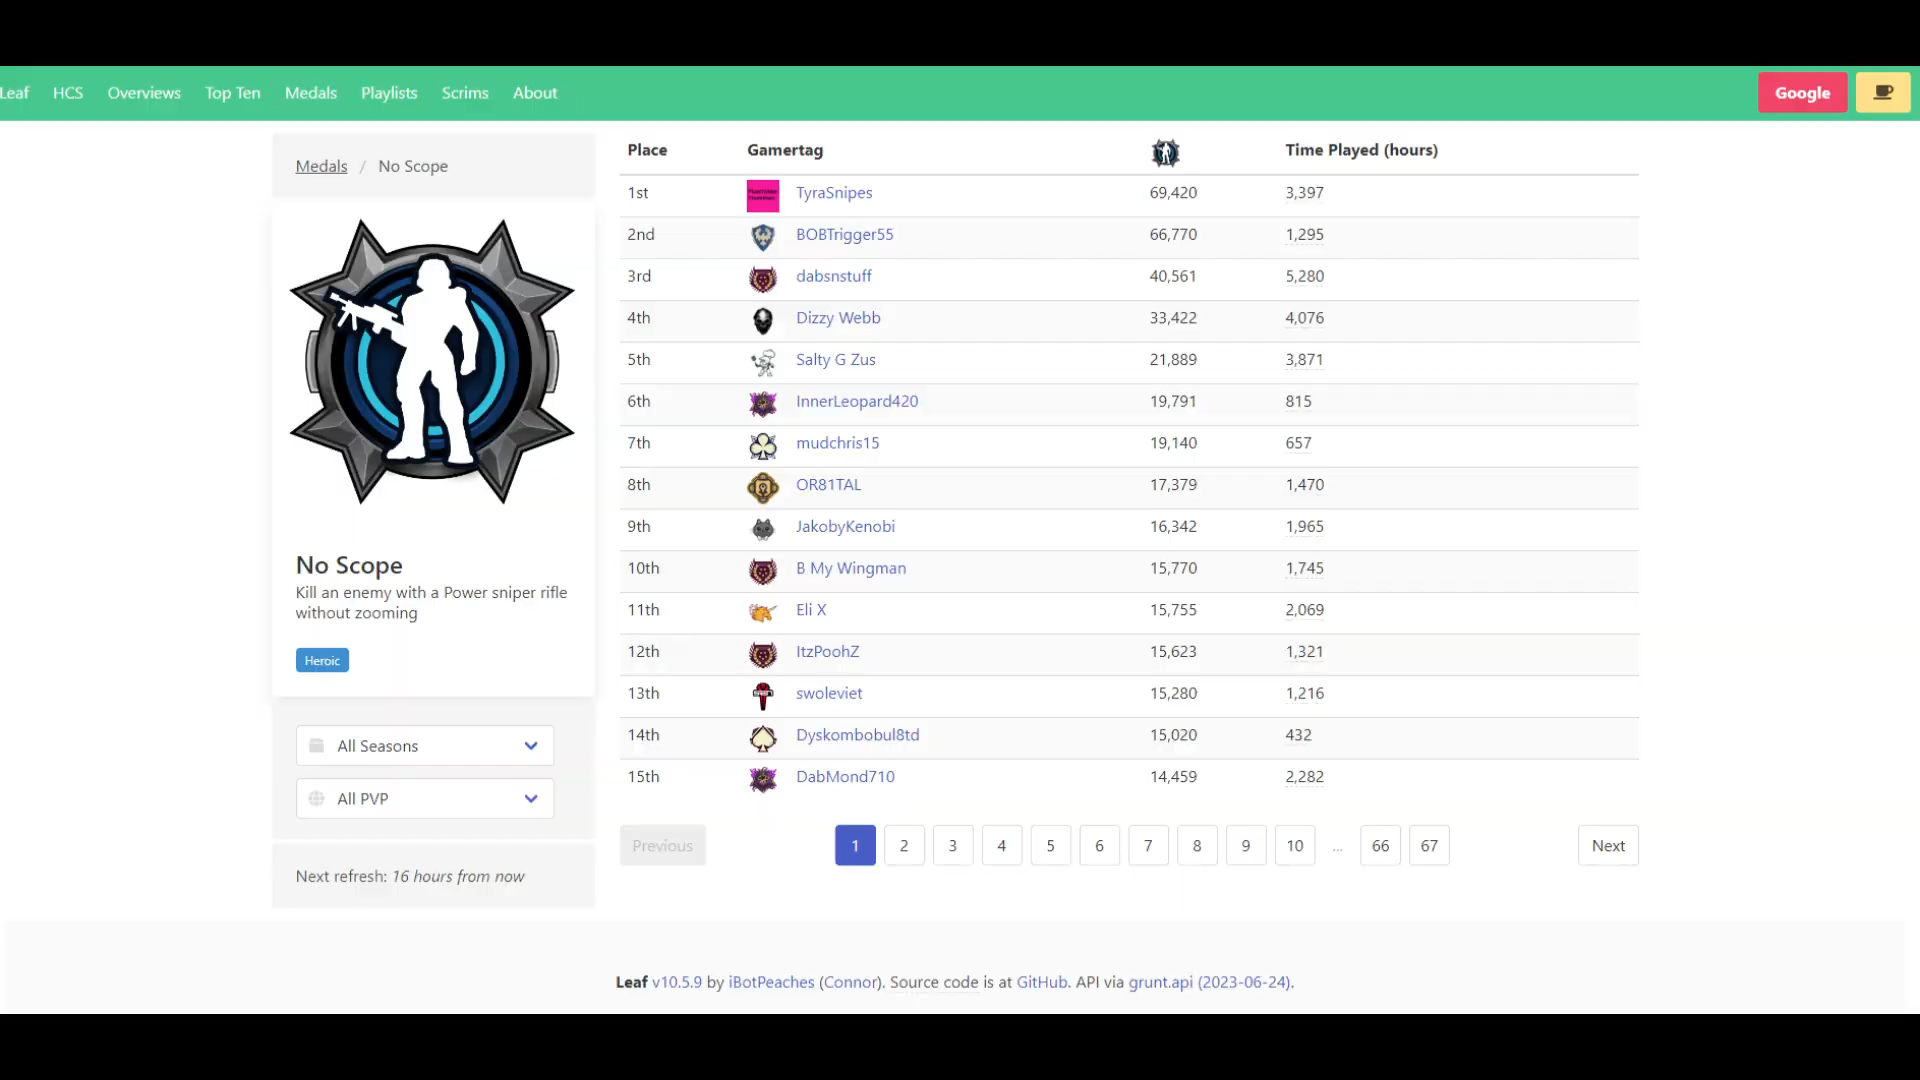 Leaf HCS Overviews Top Ten Medals Playlists Scrims About Google
Medals / No Scope
No Scope
Kill an enemy with a Power sniper rifle
without zooming
Heroic
All Seasons
All PVP
Next refresh: 16 hours from now
Place Gamertag Time Played (hours)
1st TyraSnipes 69,420 3,397
2nd BOBTrigger55 66,770 1,295
3rd dabsnstuff 40,561 5,280
4th Dizzy Webb 33,422 4,076
5th Salty G Zus 21,889 3,871
6th InnerLeopard420 19,791 815
7th mudchris15 19,140 657
8th OR81TAL 17,379 1,470
9th JakobyKenobi 16,342 1,965
10th B My Wingman 15,770 1,745
11th Eli X 15,755 2,069
12th ItzPoohZ 15,623 1,321
13th swoleviet 15,280 1,216
14th Dyskombobul8td 15,020 432
15th DabMond710 14,459 2,282
Previous 1 2 3 4 5 6 7 8 9 10 ... 66 67 Next
Leaf v10.5.9 by iBotPeaches (Connor). Source code is at GitHub. API via grunt.api (2023-06-24).